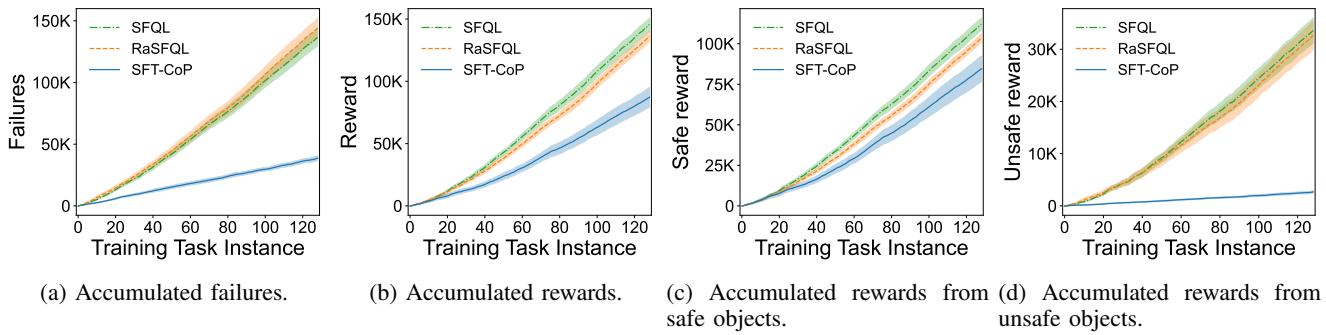 150K
100K
50K
0
Failures
SFQL
RaSFQL
SFT-CoP
0 20 40 60 80 100 120
Training Task Instance
(a) Accumulated failures.
150K
100K
50K
0
Reward
SFQL
RaSFQL
SFT-CoP
0 20 40 60 80 100 120
Training Task Instance
(b) Accumulated rewards.
100K
75K
50K
25K
0
Safe reward
SFQL
RaSFQL
SFT-CoP
0 20 40 60 80 100 120
Training Task Instance
(c) Accumulated rewards from
safe objects.
30K
20K
10K
0
Unsafe reward
SFQL
RaSFQL
SFT-CoP
0 20 40 60 80 100 120
Training Task Instance
(d) Accumulated rewards from
unsafe objects.